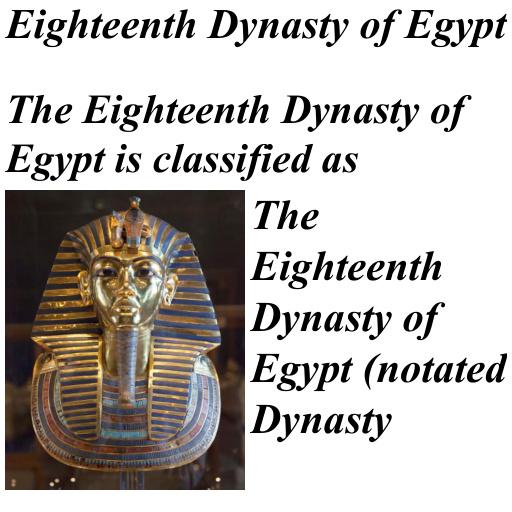 Eighteenth Dynasty of Egypt
The Eighteenth Dynasty of
Egypt is classified as
The
Eighteenth
Dynasty of
Egypt (notated
Dynasty